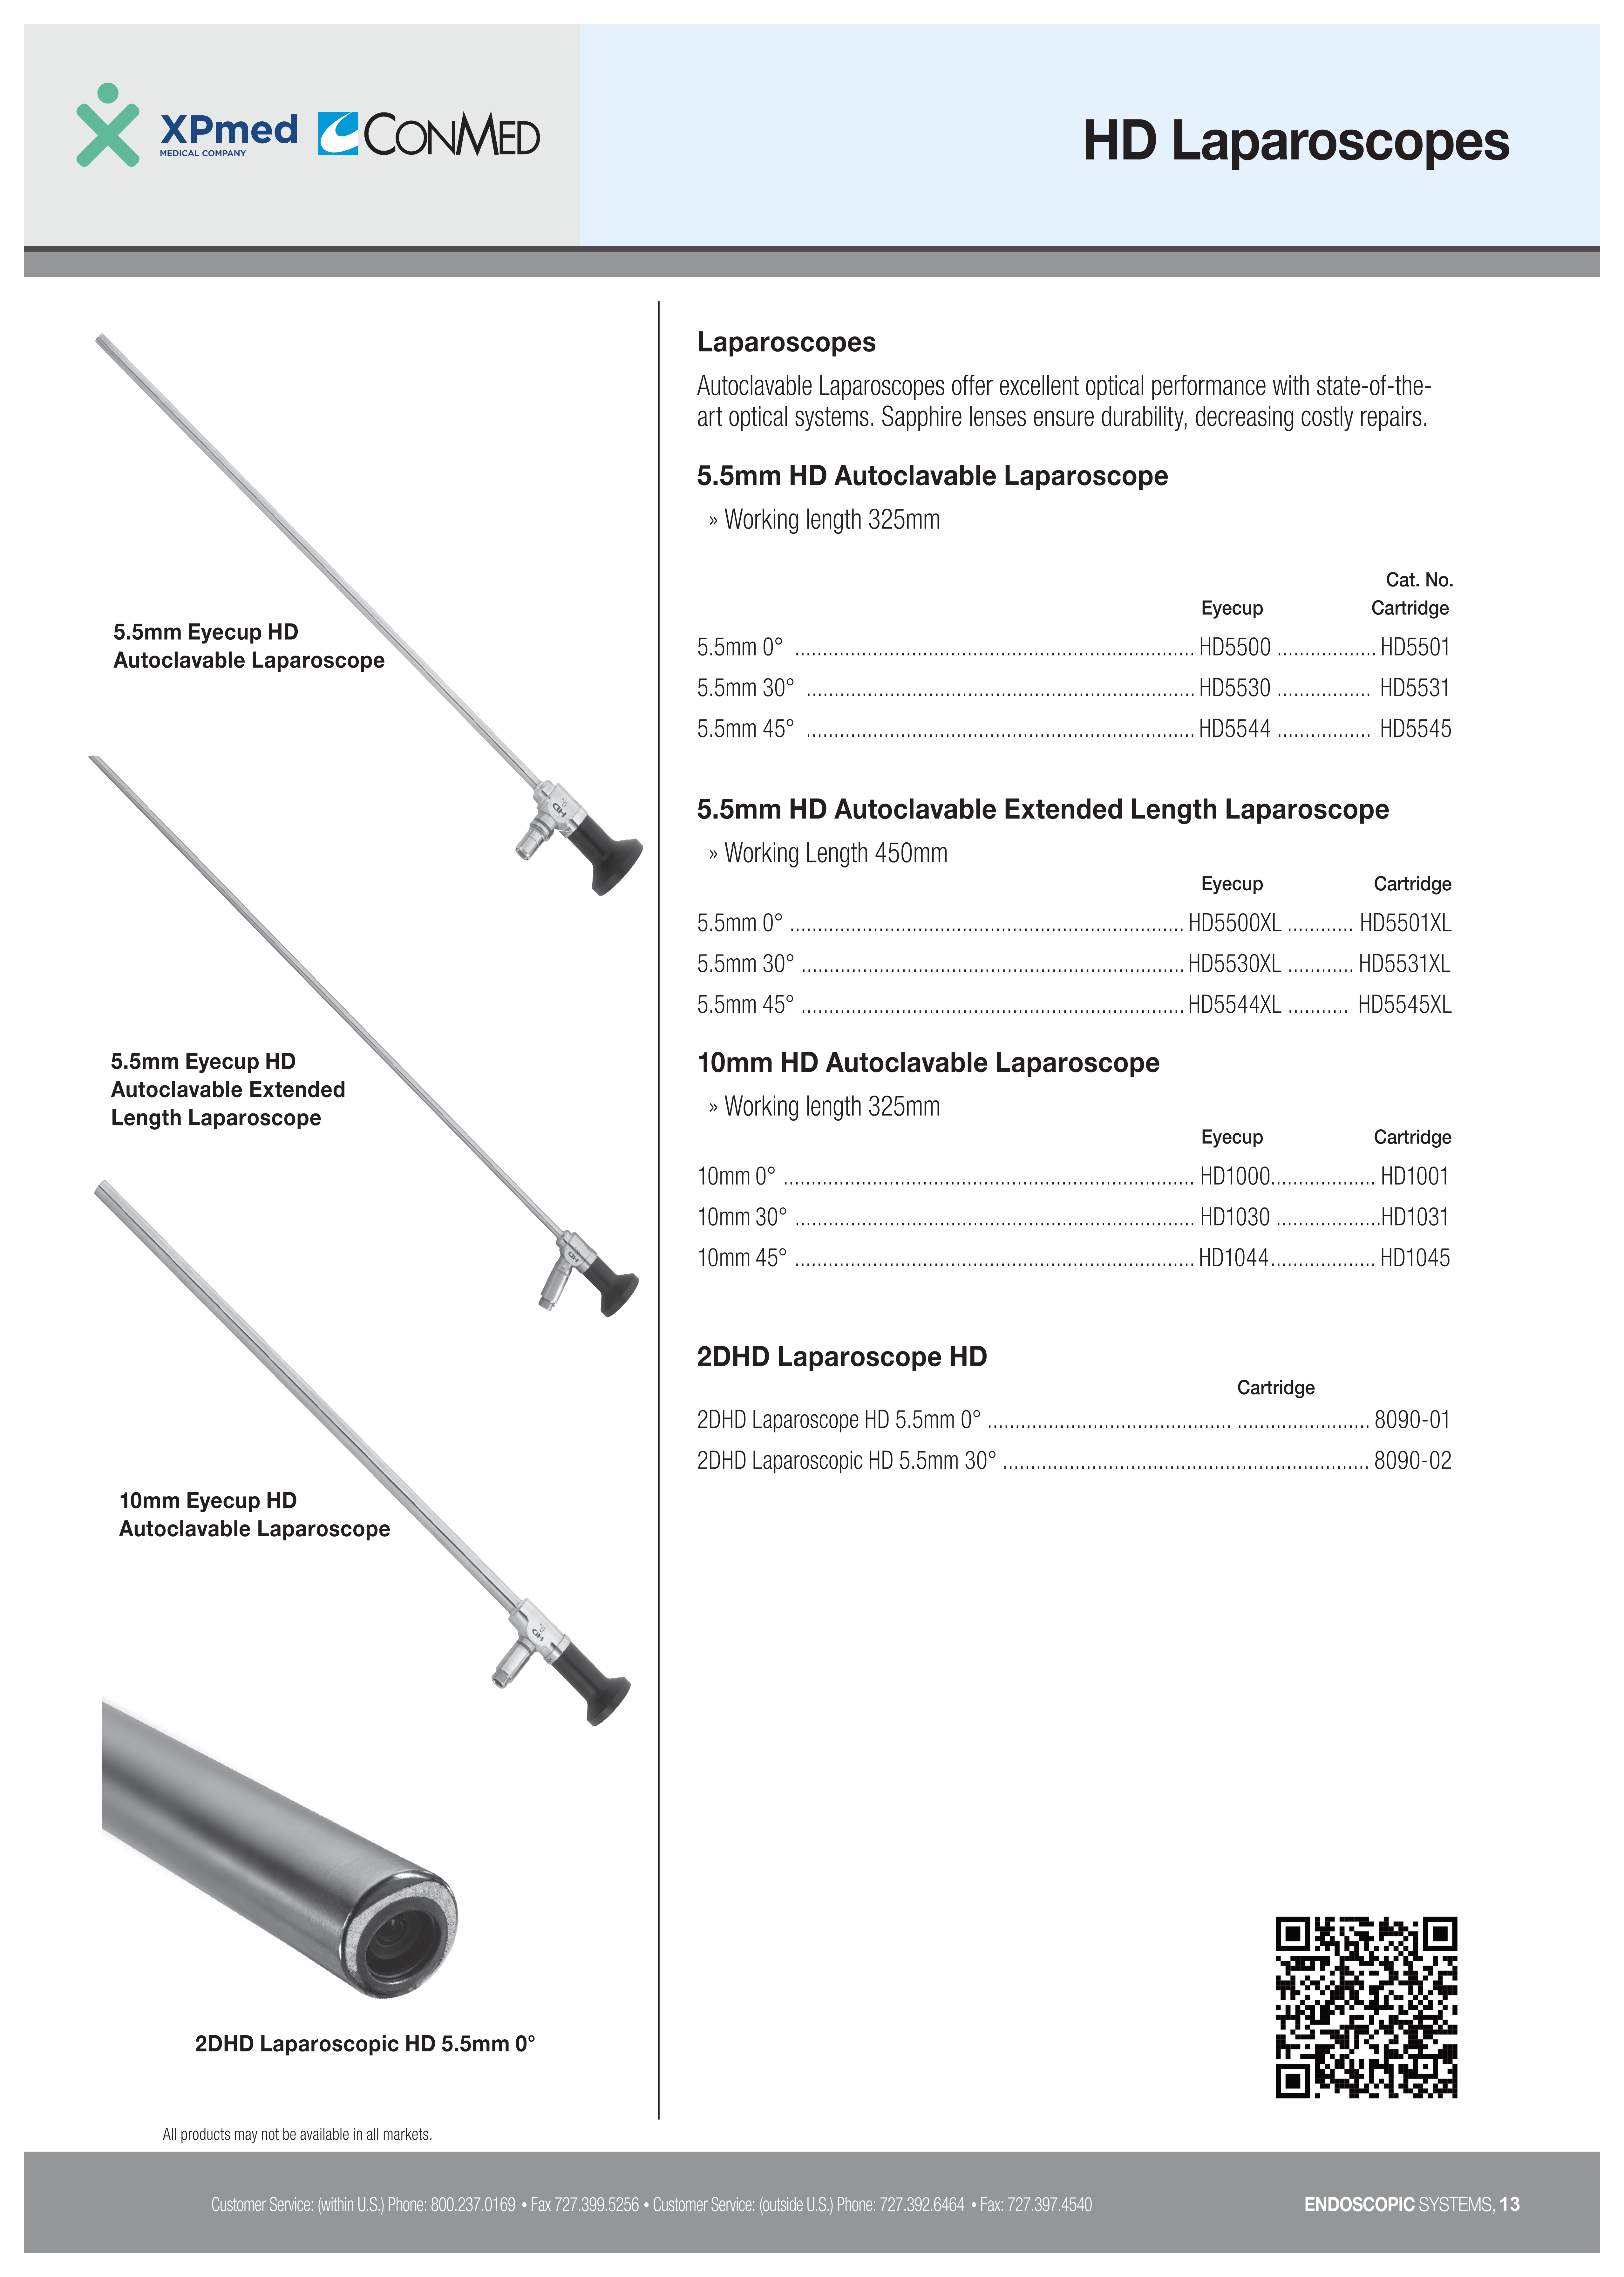 XPmed
MEDICAL COMPANY
CONMED
HD Laparoscopes
5.5mm Eyecup HD
Autoclavable Laparoscope
5.5mm Eyecup HD
Autoclavable Extended
Length Laparoscope
10mm Eyecup HD
Autoclavable Laparoscope
2DHD Laparoscopic HD 5.5mm 0°
All products may not be available in all markets.
Laparoscopes
Autoclavable Laparoscopes offer excellent optical performance with state-of-the-
art optical systems. Sapphire lenses ensure durability, decreasing costly repairs.
5.5mm HD Autoclavable Laparoscope
» Working length 325mm
Cat. No.
Eyecup Cartridge
5.5mm 0° ........ HD5500 ........ HD5501
5.5mm 30° ........ HD5530 ........ HD5531
5.5mm 45° ........ HD5544 ........ HD5545
5.5mm HD Autoclavable Extended Length Laparoscope
» Working Length 450mm
Eyecup Cartridge
5.5mm 0° ........ HD5500XL ........ HD5501XL
5.5mm 30° ........ HD5530XL ........ HD5531XL
5.5mm 45° ........ HD5544XL ........ HD5545XL
10mm HD Autoclavable Laparoscope
» Working length 325mm
Eyecup Cartridge
10mm 0° ........ HD1000 ........ HD1001
10mm 30° ........ HD1030 ........ HD1031
10mm 45° ........ HD1044 ........ HD1045
2DHD Laparoscope HD
Cartridge
2DHD Laparoscope HD 5.5mm 0° ........ 8090-01
2DHD Laparoscopic HD 5.5mm 30° ........ 8090-02
Customer Service: (within U.S.) Phone: 800.237.0169 • Fax 727.399.5256 • Customer Service: (outside U.S.) Phone: 727.392.6464 • Fax: 727.397.4540
ENDOSCOPIC SYSTEMS, 13